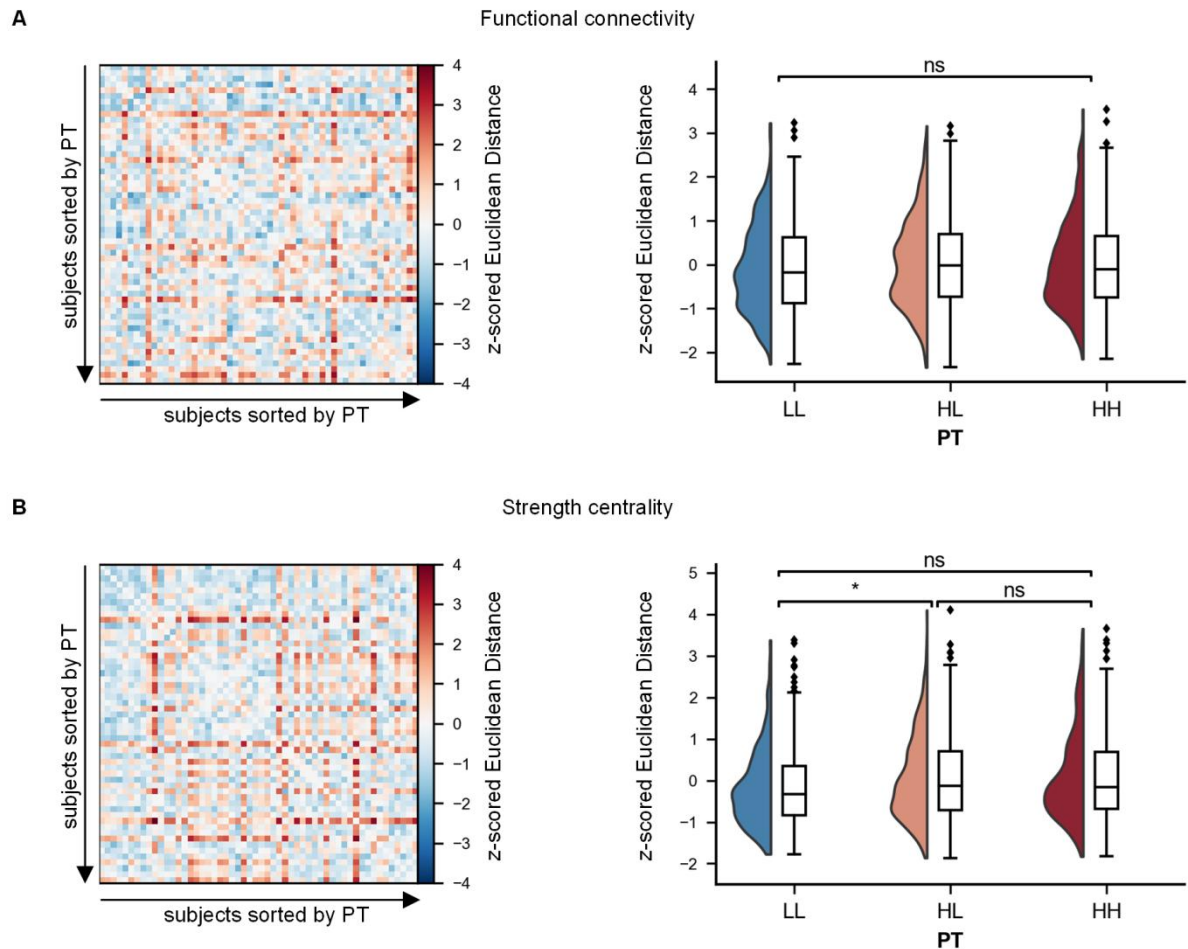 A
Functional connectivity
subjects sorted by PT
subjects sorted by PT
4
3
2
1
0
−1
−2
−3
−4
z-scored Euclidean Distance
z-scored Euclidean Distance
4
3
2
1
0
−1
−2
ns
LL HL HH
PT
B
Strength centrality
subjects sorted by PT
subjects sorted by PT
4
3
2
1
0
−1
−2
−3
−4
z-scored Euclidean Distance
z-scored Euclidean Distance
5
4
3
2
1
0
−1
−2
ns
* ns
LL HL HH
PT